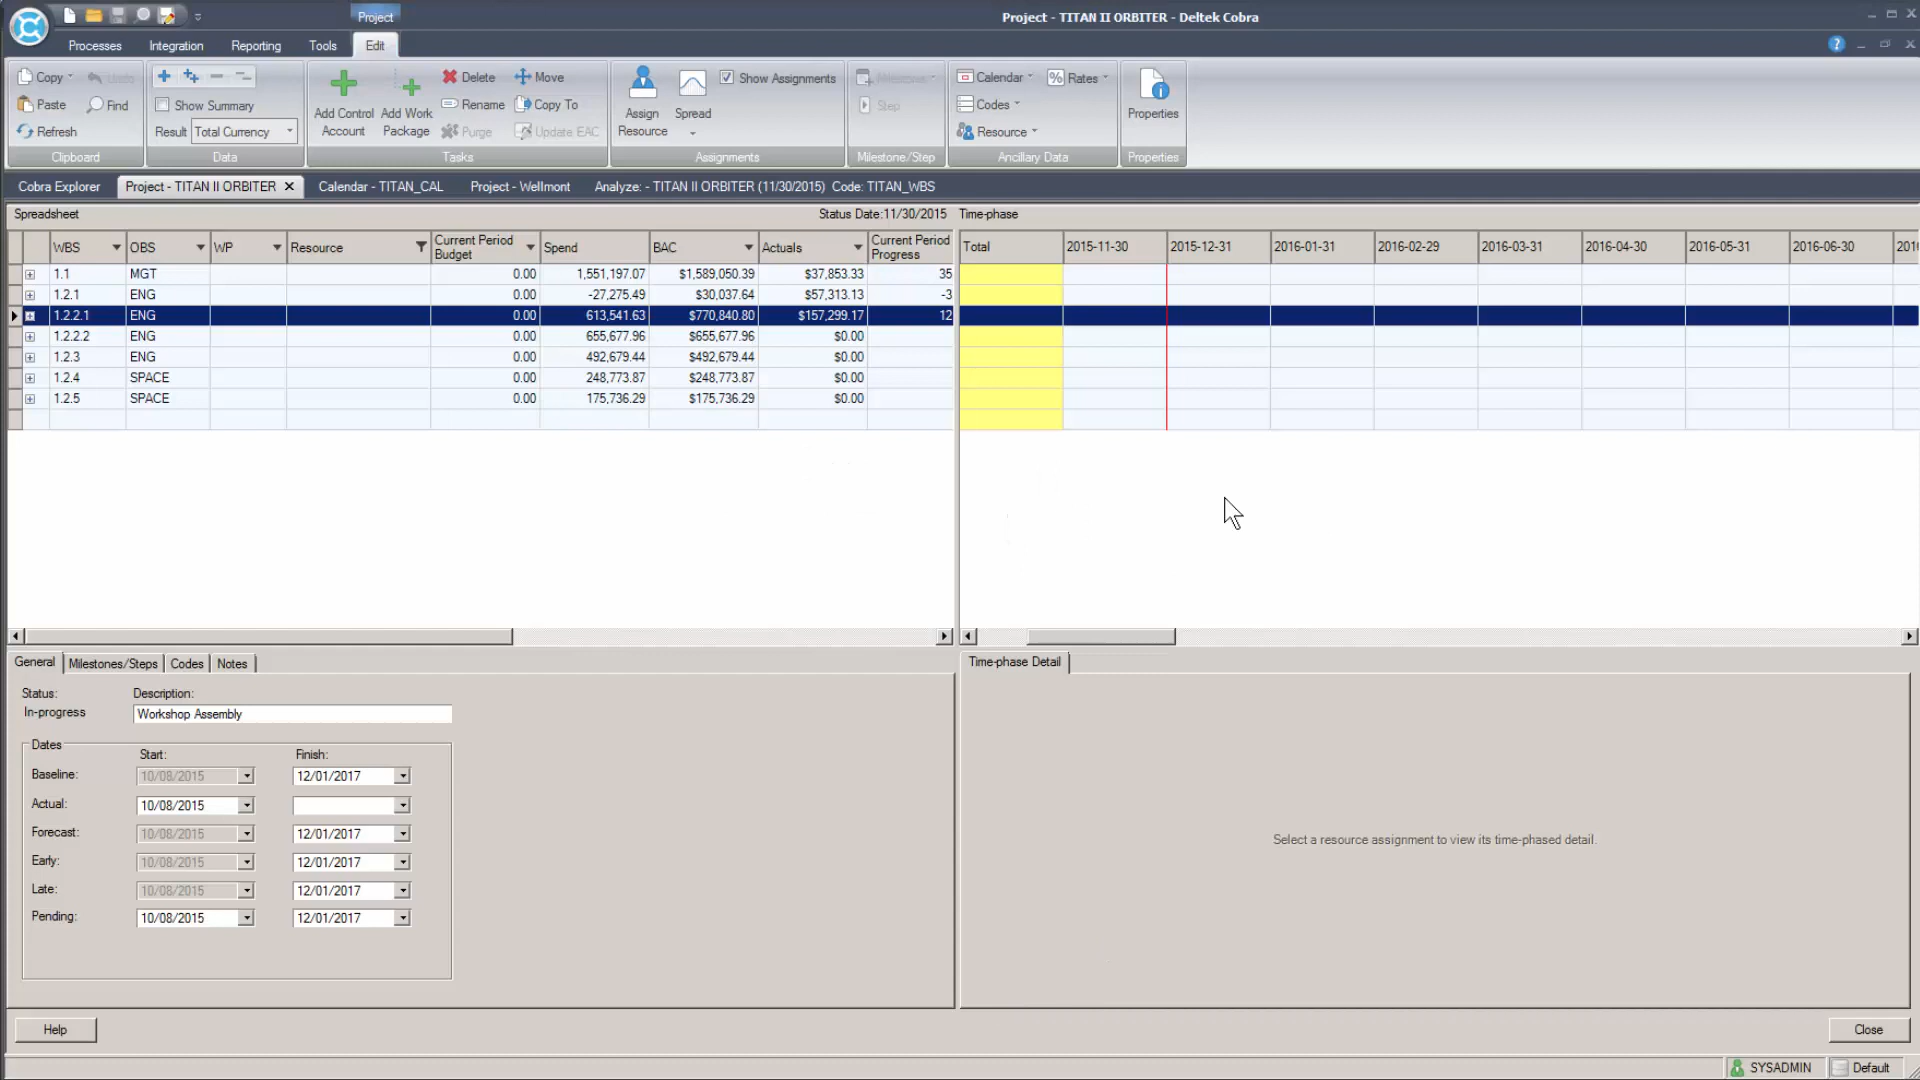 Project
Project - TITAN II ORBITER - Deltek Cobra
Processes Integration Reporting Tools Edit
Copy Undo
Paste Find
Refresh
Clipboard
Show Summary
Result Total Currency
Data
Add Control Account
Add Work Package
Delete Move
Rename Copy To
Purge Update EAC
Tasks
Assign Resource
Spread
Show Assignments
Assignments
Milestone
Step
Milestone/Step
Calendar Rates
Codes
Resource
Ancillary Data
Properties
Properties
Cobra Explorer Project - TITAN II ORBITER Calendar - TITAN_CAL Project - Wellmont Analyze: - TITAN II ORBITER (11/30/2015) Code: TITAN_WBS
Spreadsheet Status Date:11/30/2015 Time-phase
WBS OBS WP Resource Current Period Budget Spend BAC Actuals Current Period Progress Total 2015-11-30 2015-12-31 2016-01-31 2016-02-29 2016-03-31 2016-04-30 2016-05-31 2016-06-30 201
1.1 MGT 0.00 1,551,197.07 $1,589,050.39 $37,853.33 35
1.2.1 ENG 0.00 -27,275.49 $30,037.64 $57,313.13 -3
1.2.2.1 ENG 0.00 613,541.63 $770,840.80 $157,299.17 12
1.2.2.2 ENG 0.00 655,677.96 $655,677.96 $0.00
1.2.3 ENG 0.00 492,679.44 $492,679.44 $0.00
1.2.4 SPACE 0.00 248,773.87 $248,773.87 $0.00
1.2.5 SPACE 0.00 175,736.29 $175,736.29 $0.00
General Milestones/Steps Codes Notes
Status: Description:
In-progress Workshop Assembly
Dates
Start: Finish:
Baseline: 10/08/2015 12/01/2017
Actual: 10/08/2015
Forecast: 10/08/2015 12/01/2017
Early: 10/08/2015 12/01/2017
Late: 10/08/2015 12/01/2017
Pending: 10/08/2015 12/01/2017
Time-phase Detail
Select a resource assignment to view its time-phased detail.
Help Close
SYSADMIN Default